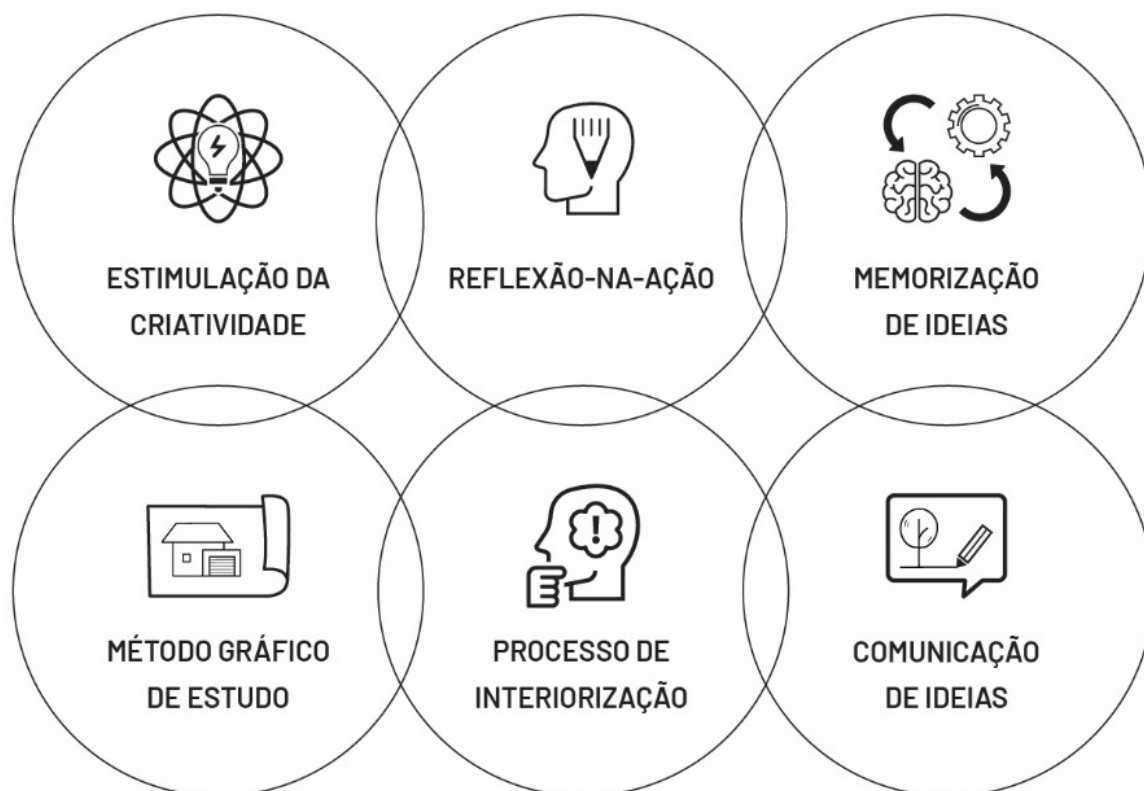 ESTIMULAÇÃO DA
CRIATIVIDADE
REFLEXÃO-NA-AÇÃO
MEMORIZAÇÃO
DE IDEIAS
MÉTODO GRÁFICO
DE ESTUDO
PROCESSO DE
INTERIORIZAÇÃO
COMUNICAÇÃO
DE IDEIAS